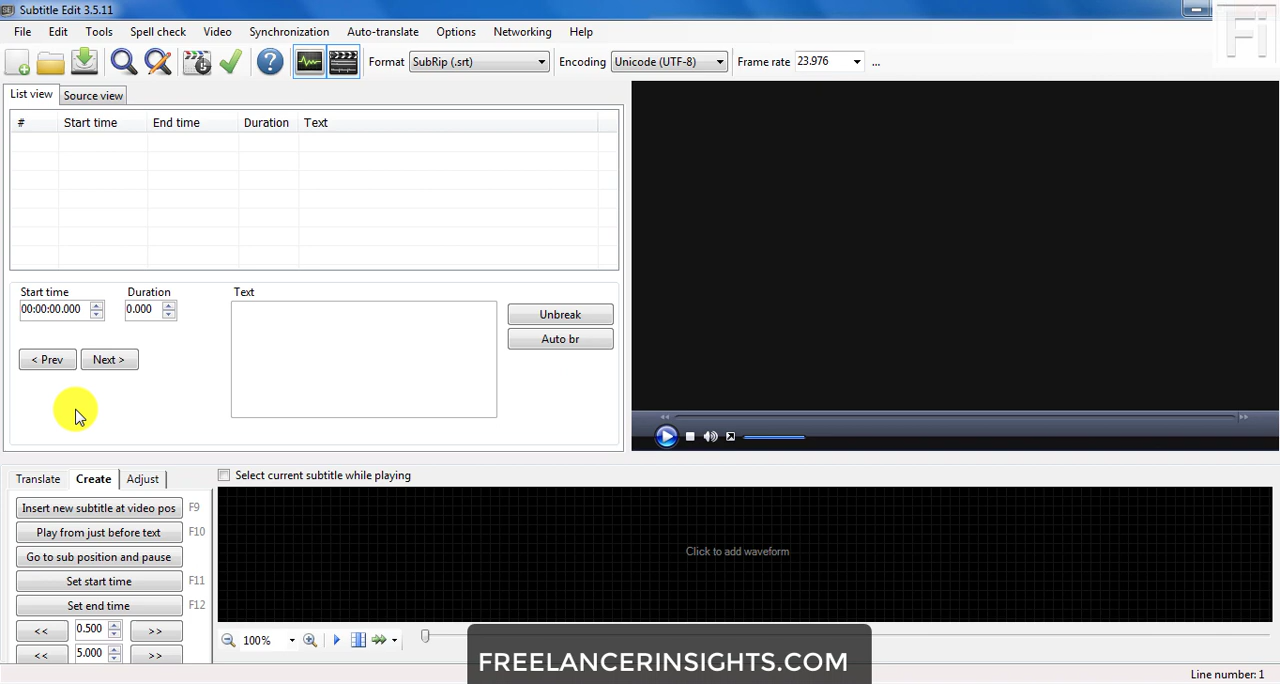 Subtitle Edit 3.5.11
File Edit Tools Spell check Video Synchronization Auto-translate Options Networking Help
Format SubRip (.srt) Encoding Unicode (UTF-8) Frame rate 23.976 ...
Fi
List view Source view
# Start time End time Duration Text
Start time Duration Text
00:00:00.000 0.000
Unbreak
Auto br
< Prev Next >
Translate Create Adjust
Select current subtitle while playing
Insert new subtitle at video pos F9
Play from just before text F10
Go to sub position and pause
Click to add waveform
Set start time F11
Set end time F12
<< 0.500 >>
<< 5.000 >>
100%
FREELANCERINSIGHTS.COM
Line number: 1